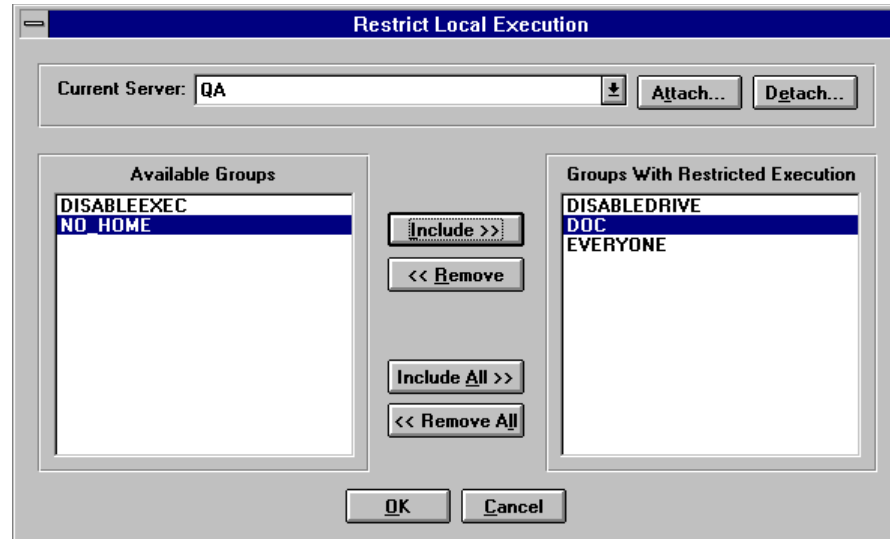 Restrict Local Execution
Current Server: QA Attach... Detach...
Available Groups
DISABLEEXEC
NO_HOME
Include >>
<< Remove
Include All >>
<< Remove All
Groups With Restricted Execution
DISABLEDRIVE
DOC
EVERYONE
OK Cancel